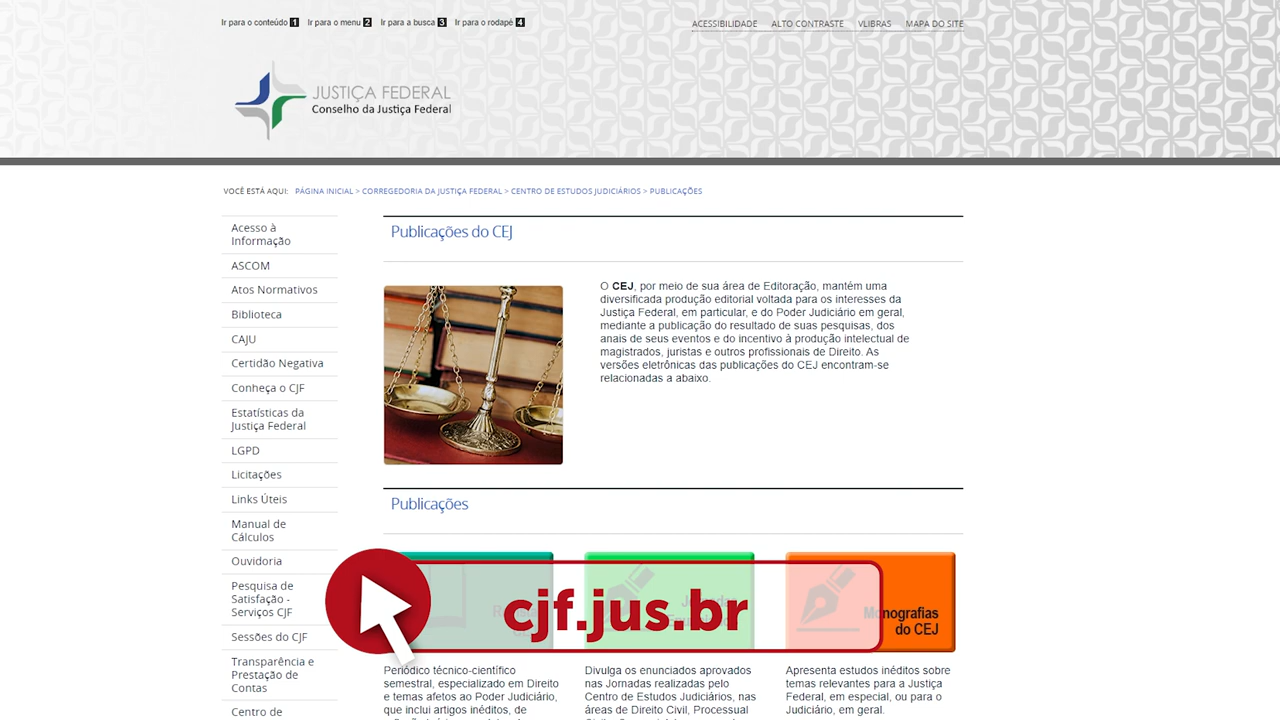 Ir para o conteúdo 1 Ir para o menu 2 Ir para a busca 3 Ir para o rodapé 4
ACESSIBILIDADE ALTO CONTRASTE VLIBRAS MAPA DO SITE
JUSTIÇA FEDERAL
Conselho da Justiça Federal
VOCÊ ESTÁ AQUI: PÁGINA INICIAL > CORREGEDORIA DA JUSTIÇA FEDERAL > CENTRO DE ESTUDOS JUDICIÁRIOS > PUBLICAÇÕES
Acesso à
Informação
ASCOM
Atos Normativos
Biblioteca
CAJU
Certidão Negativa
Conheça o CJF
Estatísticas da
Justiça Federal
LGPD
Licitações
Links Úteis
Manual de
Cálculos
Ouvidoria
Pesquisa de
Satisfação -
Serviços CJF
Sessões do CJF
Transparência e
Prestação de
Contas
Centro de
Publicações do CEJ
O CEJ, por meio de sua área de Editoração, mantém uma
diversificada produção editorial voltada para os interesses da
Justiça Federal, em particular, e do Poder Judiciário em geral,
mediante a publicação do resultado de suas pesquisas, dos
anais de seus eventos e do incentivo à produção intelectual de
magistrados, juristas e outros profissionais de Direito. As
versões eletrônicas das publicações do CEJ encontram-se
relacionadas a abaixo.
Publicações
cjf.jus.br
Monografias
do CEJ
Periódico técnico-científico
semestral, especializado em Direito
e temas afetos ao Poder Judiciário,
que inclui artigos inéditos, de
Divulga os enunciados aprovados
nas Jornadas realizadas pelo
Centro de Estudos Judiciários, nas
áreas de Direito Civil, Processual
Apresenta estudos inéditos sobre
temas relevantes para a Justiça
Federal, em especial, ou para o
Judiciário, em geral.